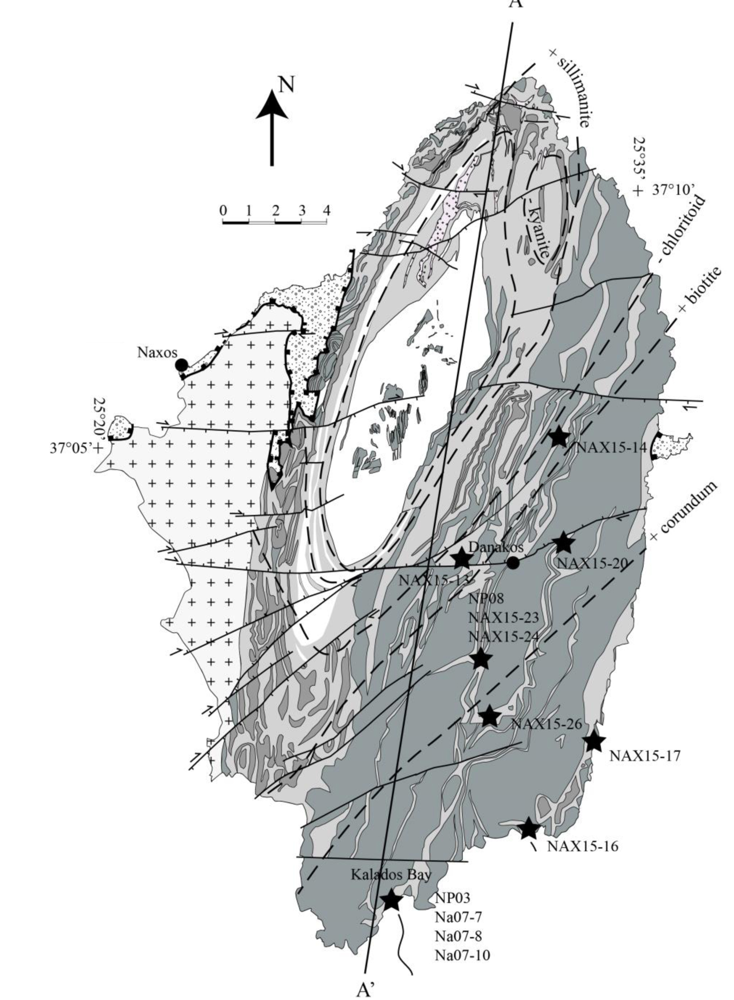 A
+ sillimanite
N
25°35'
+ 37°10'
0 1 2 3 4
- chloritoid
- kyanite
+ biotite
Naxos
25°20'
37°05'+
NAX15-14
+ corundum
Danakos
NAX15-20
NAX15-13
NP08
NAX15-23
NAX15-24
NAX15-26
NAX15-17
NAX15-16
Kalados Bay
NP03
Na07-7
Na07-8
Na07-10
A'